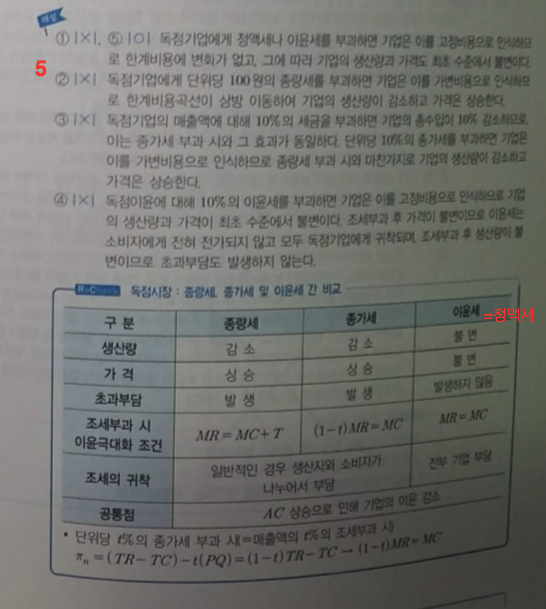 해설
5
① |×|, ⑤ |○| 독점기업에게 정액세나 이윤세를 부과하면 기업은 이를 고정비용으로 인식하므
로 한계비용에 변화가 없고, 그에 따라 기업의 생산량과 가격도 최초 수준에서 불변이다.
② |×| 독점기업에게 단위당 100원의 종량세를 부과하면 기업은 이를 가변비용으로 인식하므
로 한계비용곡선이 상방 이동하여 기업의 생산량이 감소하고 가격은 상승한다.
③ |×| 독점기업의 매출액에 대해 10%의 세금을 부과하면 기업의 총수입이 10% 감소하므로,
이는 종가세 부과 시와 그 효과가 동일하다. 단위당 10%의 종가세를 부과하면 기업은
이를 가변비용으로 인식하므로 종량세 부과 시와 마찬가지로 기업의 생산량이 감소하고
가격은 상승한다.
④ |×| 독점이윤에 대해 10%의 이윤세를 부과하면 기업은 이를 고정비용으로 인식하므로 기업
의 생산량과 가격이 최초 수준에서 불변이다. 조세부과 후 가격이 불변이므로 이윤세는
소비자에게 전혀 전가되지 않고 모두 독점기업에게 귀착되며, 조세부과 후 생산량이 불
변이므로 초과부담도 발생하지 않는다.
ReCheck 독점시장 : 종량세, 종가세 및 이윤세 간 비교
구 분 종량세 종가세 이윤세 =정액세
생산량 감 소 감 소 불 변
가 격 상 승 상 승 불 변
초과부담 발 생 발 생 발생하지 않음
조세부과 시
이윤극대화 조건 MR=MC+T (1-t)MR=MC MR=MC
조세의 귀착 일반적인 경우 생산자와 소비자가
나누어서 부담 전부 기업 부담
공통점 AC 상승으로 인해 기업의 이윤 감소
• 단위당 t%의 종가세 부과 시(=매출액의 t%의 조세부과 시)
πn = (TR-TC)-t(PQ)=(1-t)TR-TC → (1-t)MR=MC